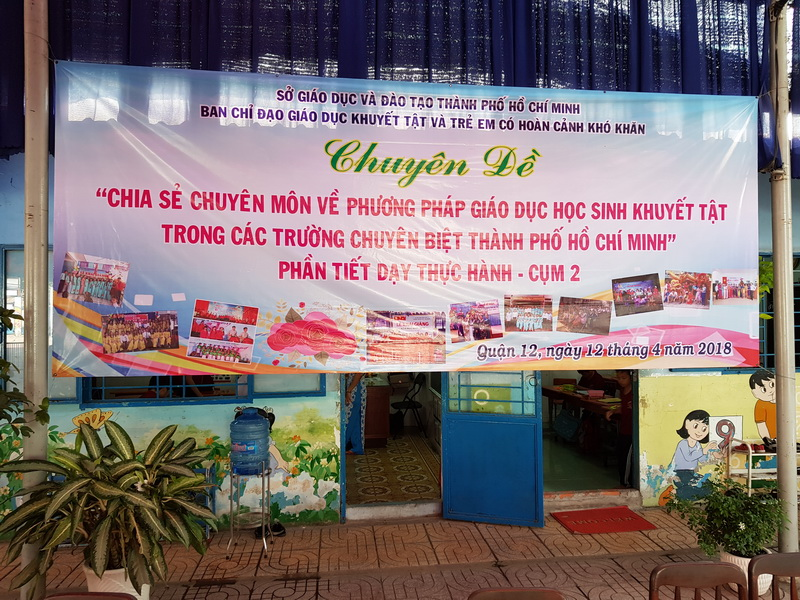 SỞ GIÁO DỤC VÀ ĐÀO TẠO THÀNH PHỐ HỒ CHÍ MINH
BAN CHỈ ĐẠO GIÁO DỤC KHUYẾT TẬT VÀ TRẺ EM CÓ HOÀN CẢNH KHÓ KHĂN
Chuyên Đề
“CHIA SẺ CHUYÊN MÔN VỀ PHƯƠNG PHÁP GIÁO DỤC HỌC SINH KHUYẾT TẬT
TRONG CÁC TRƯỜNG CHUYÊN BIỆT THÀNH PHỐ HỒ CHÍ MINH”
PHẦN TIẾT DẠY THỰC HÀNH - CỤM 2
Quận 12, ngày 12 tháng 4 năm 2018
9